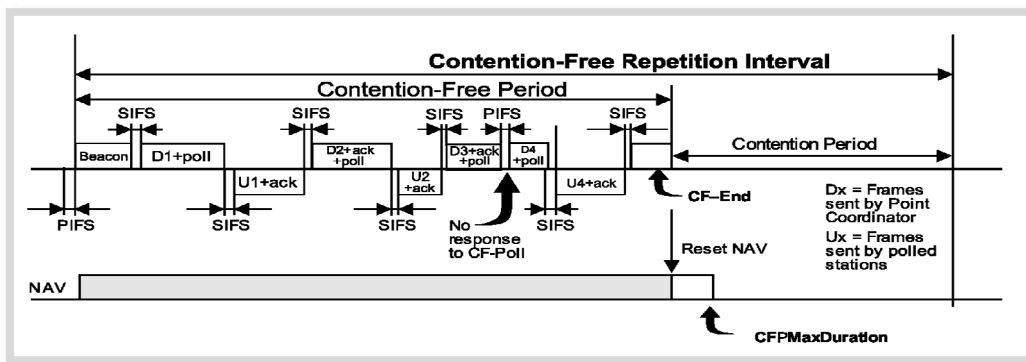 Contention-Free Repetition Interval
Contention-Free Period
SIFS
SIFS
SIFS
PIFS
SIFS
Contention Period
Beacon
D1+poll
D2+ack
+poll
D3+ack
+poll
D4
+poll
U1+ack
U2
+ack
U4+ack
CF–End
PIFS
SIFS
SIFS
No
response
to CF-Poll
SIFS
Dx = Frames
sent by Point
Coordinator
Ux = Frames
sent by polled
stations
Reset NAV
NAV
CFPMaxDuration